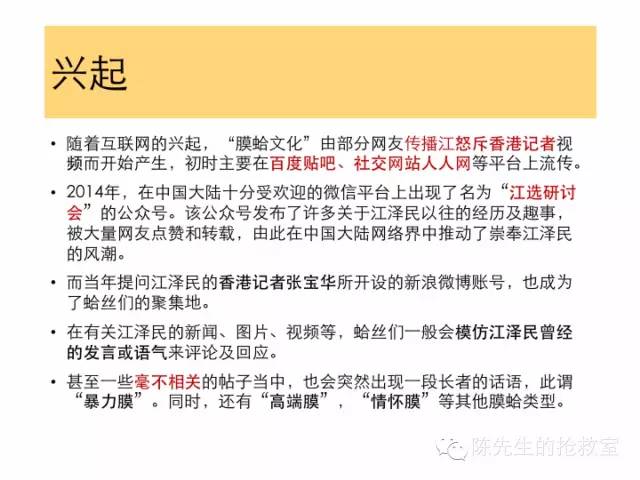 兴起
• 随着互联网的兴起，“膜蛤文化”由部分网友传播江怒斥香港记者视
频而开始产生，初时主要在百度贴吧、社交网站人人网等平台上流传。
• 2014年，在中国大陆十分受欢迎的微信平台上出现了名为“江选研讨
会”的公众号。该公众号发布了许多关于江泽民以往的经历及趣事，
被大量网友点赞和转载，由此在中国大陆网络界中推动了崇奉江泽民
的风潮。
• 而当年提问江泽民的香港记者张宝华所开设的新浪微博账号，也成为
了蛤丝们的聚集地。
• 在有关江泽民的新闻、图片、视频等，蛤丝们一般会模仿江泽民曾经
的发言或语气来评论及回应。
• 甚至一些毫不相关的帖子当中，也会突然出现一段长者的话语，此谓
“暴力膜”。同时，还有“高端膜”，“情怀膜”等其他膜蛤类型。
陈先生的抢救室